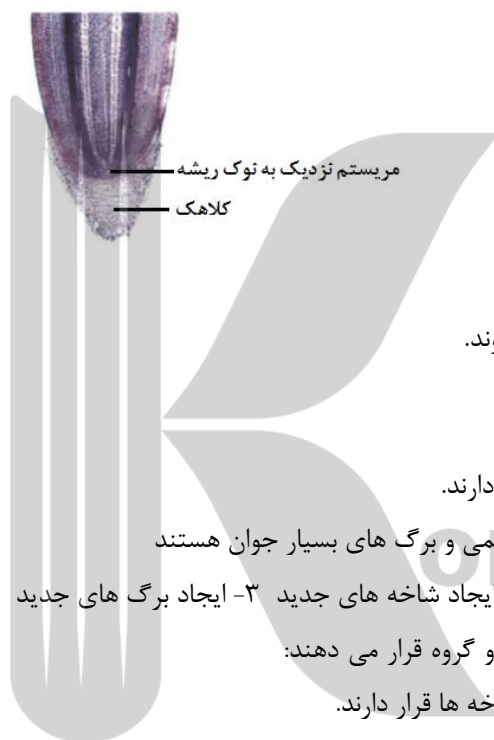 مریستم نزدیک به نوک ریشه
کلاهک
دارند.
می و برگ های بسیار جوان هستند
ایجاد شاخه های جدید ۳- ایجاد برگ های جدید
و گروه قرار می دهند:
خه ها قرار دارند.